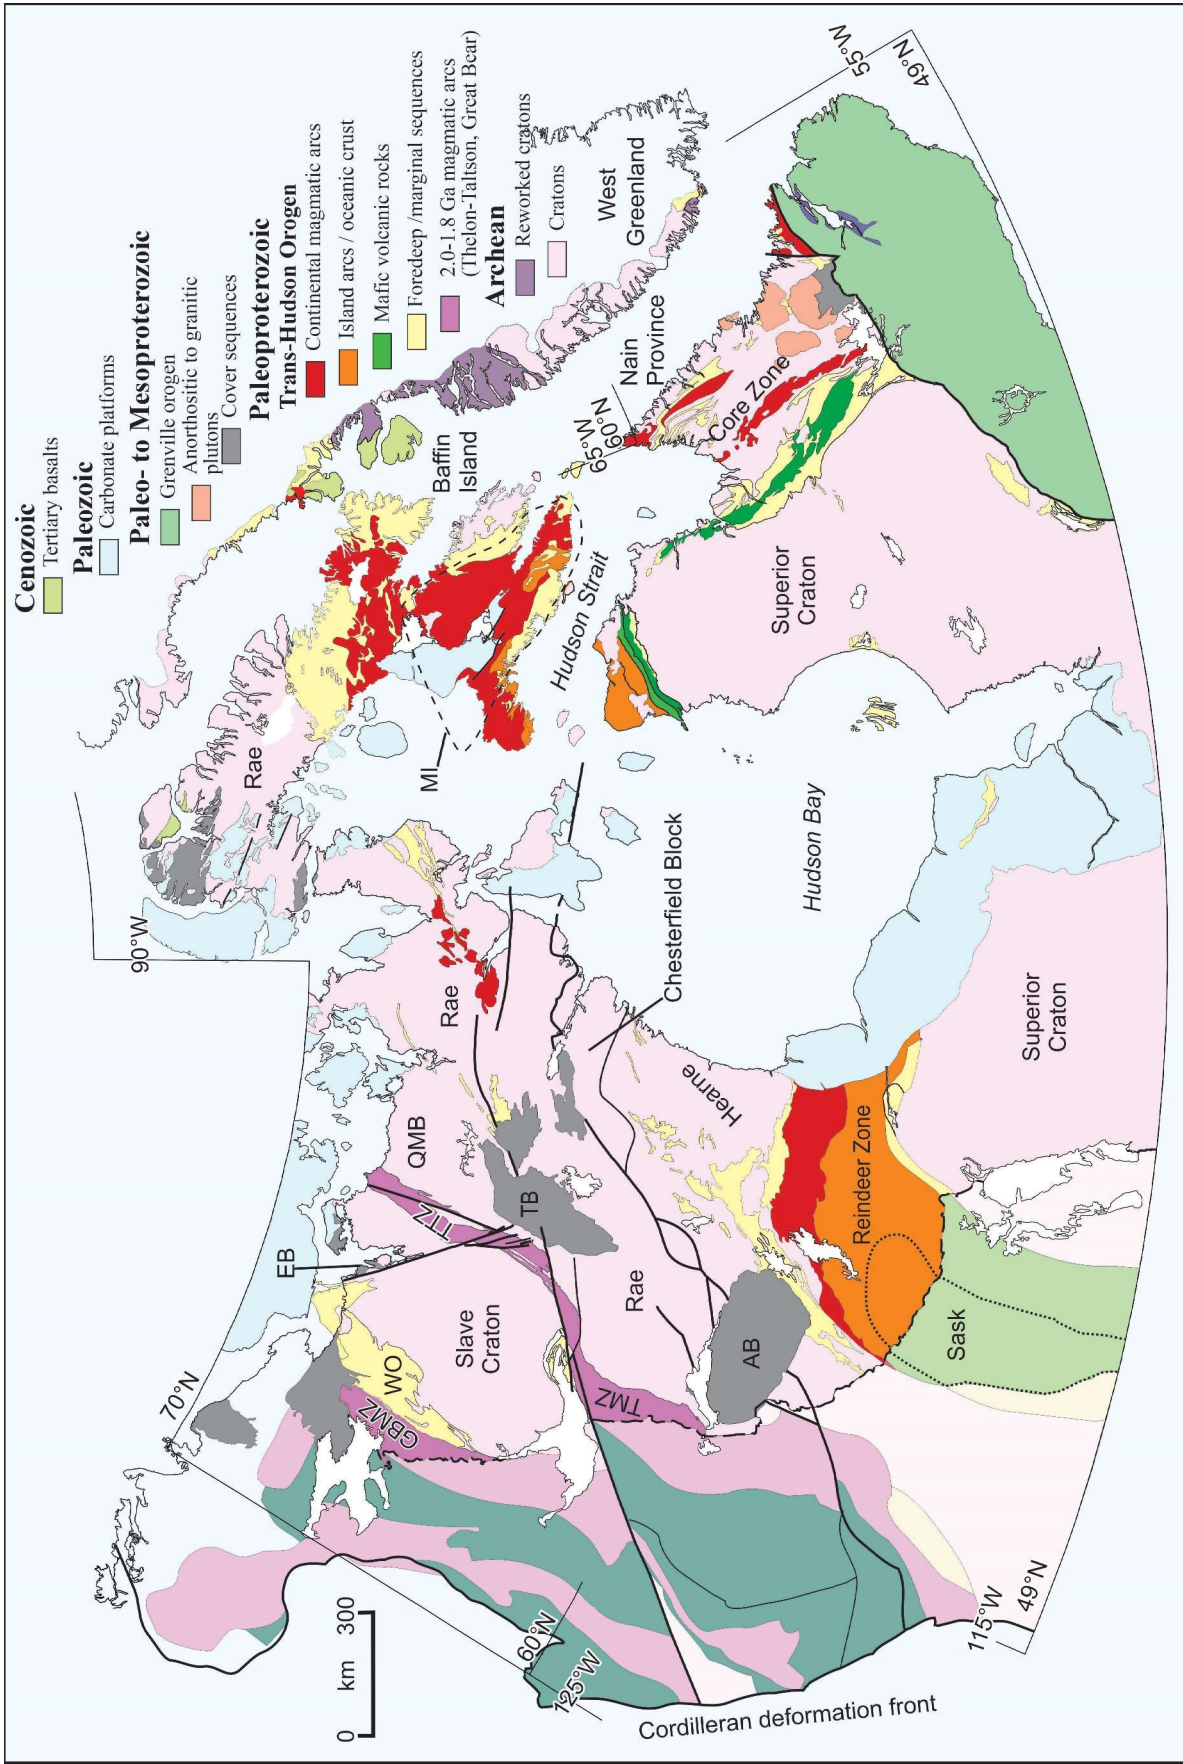 Cenozoic
Tertiary basalts
Paleozoic
Carbonate platforms
Paleo- to Mesoproterozoic
Grenville orogen
Anorthositic to granitic
plutons
Cover sequences
Paleoproterozoic
Trans-Hudson Orogen
Continental magmatic arcs
Island arcs / oceanic crust
Mafic volcanic rocks
Foredeep /marginal sequences
2.0-1.8 Ga magmatic arcs
(Thelon-Taltson, Great Bear)
Archean
Reworked cratons
Cratons
70°N
90°W
EB
WO
GBMZ
Slave
Craton
TTZ
QMB
Rae
Rae
MI
Baffin
Island
West
Greenland
TB
Rae
TMZ
Hudson Strait
65°W
60°N
Nain
Province
Core Zone
Chesterfield Block
Hearne
AB
Hudson Bay
Superior
Craton
Reindeer Zone
Sask
Superior
Craton
55°W
49°N
60°N
125°W
115°W
49°N
0 km 300
Cordilleran deformation front